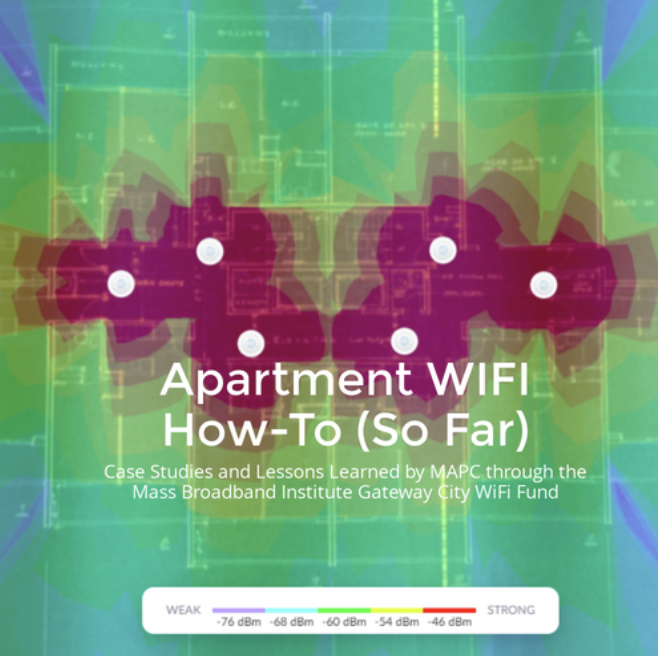 Apartment WIFI
How-To (So Far)
Case Studies and Lessons Learned by MAPC through the
Mass Broadband Institute Gateway City WiFi Fund
WEAK -76 dBm -68 dBm -60 dBm -54 dBm -46 dBm STRONG